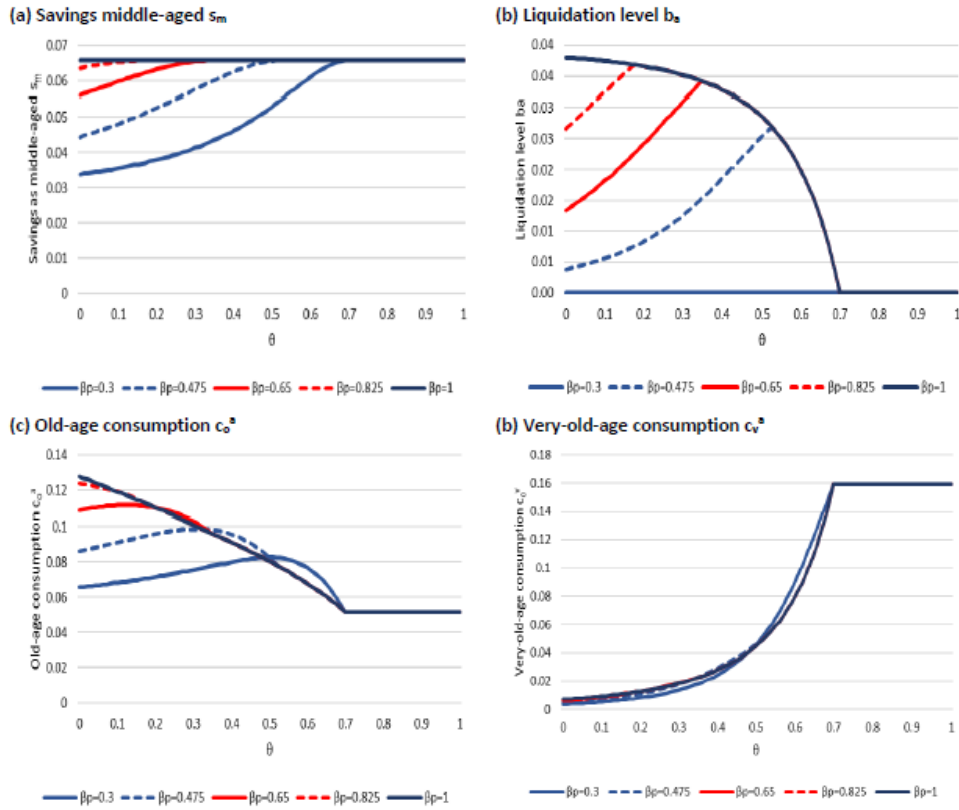 (a) Savings middle-aged sₘ
(b) Liquidation level bₐ
Savings as middle-aged sₘ
0.07
0.06
0.05
0.04
0.03
0.02
0.01
0
0 0.1 0.2 0.3 0.4 0.5 0.6 0.7 0.8 0.9 1
θ
βp=0.3 βp=0.475 βp=0.65 βp=0.825 βp=1
Liquidation level ba
0.04
0.04
0.03
0.03
0.02
0.02
0.01
0.01
0.00
0 0.1 0.2 0.3 0.4 0.5 0.6 0.7 0.8 0.9 1
θ
βp=0.3 βp=0.475 βp=0.65 βp=0.825 βp=1
(c) Old-age consumption cₒᵃ
(b) Very-old-age consumption cᵥᵃ
Old-age consumption cₒᵃ
0.14
0.12
0.1
0.08
0.06
0.04
0.02
0
0 0.1 0.2 0.3 0.4 0.5 0.6 0.7 0.8 0.9 1
θ
βp=0.3 βp=0.475 βp=0.65 βp=0.825 βp=1
Very-old-age consumption cₒᵛ
0.18
0.16
0.14
0.12
0.1
0.08
0.06
0.04
0.02
0
0 0.1 0.2 0.3 0.4 0.5 0.6 0.7 0.8 0.9 1
θ
βp=0.3 βp=0.475 βp=0.65 βp=0.825 βp=1